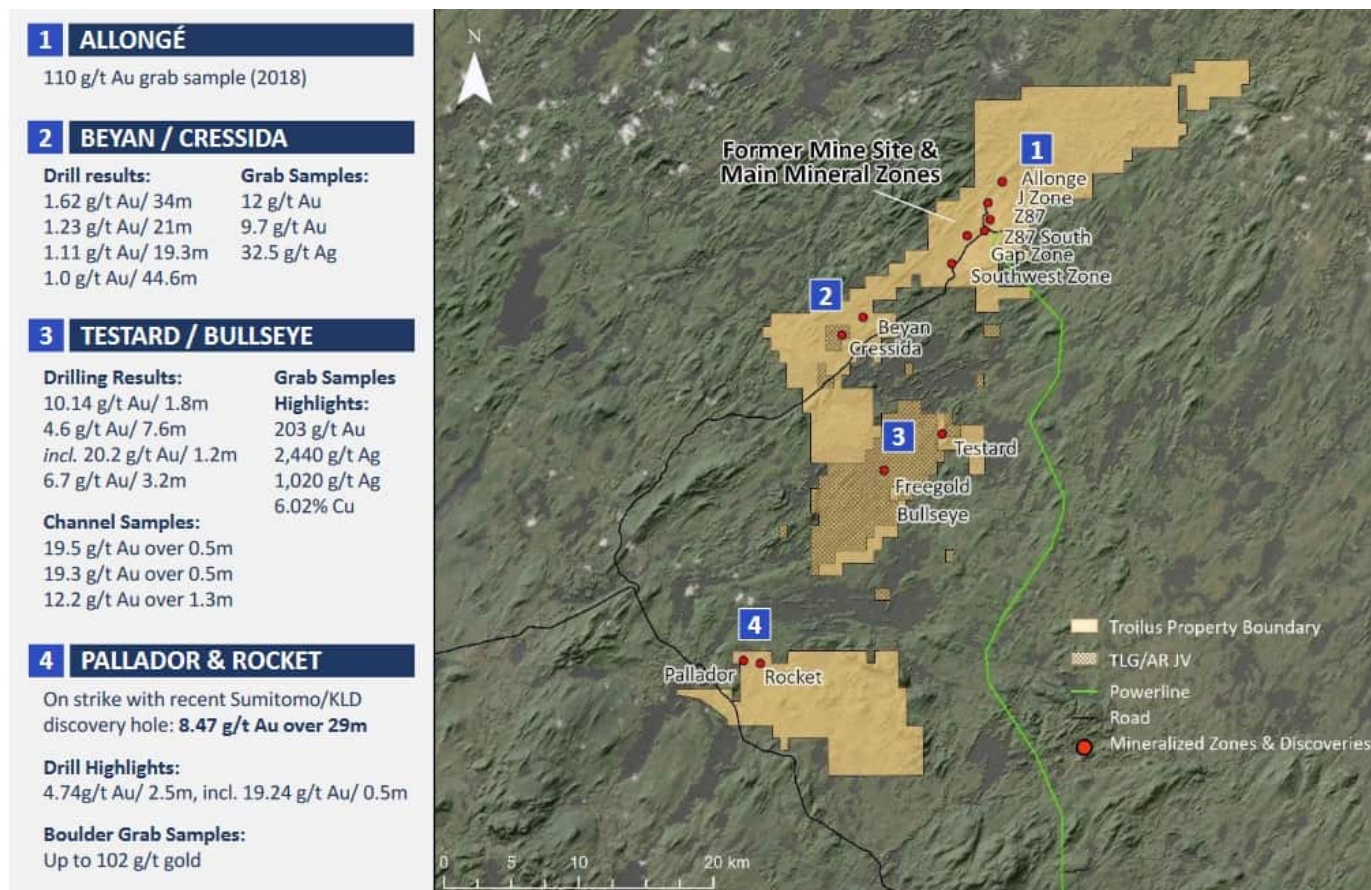 1 ALLONGÉ
110 g/t Au grab sample (2018)
2 BEYAN / CRESSIDA
Drill results:
1.62 g/t Au/ 34m
1.23 g/t Au/ 21m
1.11 g/t Au/ 19.3m
1.0 g/t Au/ 44.6m
Grab Samples:
12 g/t Au
9.7 g/t Au
32.5 g/t Ag
3 TESTARD / BULLSEYE
Drilling Results:
10.14 g/t Au/ 1.8m
4.6 g/t Au/ 7.6m
incl. 20.2 g/t Au/ 1.2m
6.7 g/t Au/ 3.2m
Grab Samples
Highlights:
203 g/t Au
2,440 g/t Ag
1,020 g/t Ag
6.02% Cu
Channel Samples:
19.5 g/t Au over 0.5m
19.3 g/t Au over 0.5m
12.2 g/t Au over 1.3m
4 PALLADOR & ROCKET
On strike with recent Sumitomo/KLD
discovery hole: 8.47 g/t Au over 29m
Drill Highlights:
4.74g/t Au/ 2.5m, incl. 19.24 g/t Au/ 0.5m
Boulder Grab Samples:
Up to 102 g/t gold
N
Former Mine Site &
Main Mineral Zones
1
Allonge
J Zone
Z87
Z87 South
Gap Zone
Southwest Zone
2
Beyan
Cressida
3
Testard
Freegold
Bullseye
4
Pallador
Rocket
Troilus Property Boundary
TLG/AR JV
Powerline
Road
Mineralized Zones & Discoveries
0 5 10 20 km